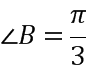 ∠B = π/3